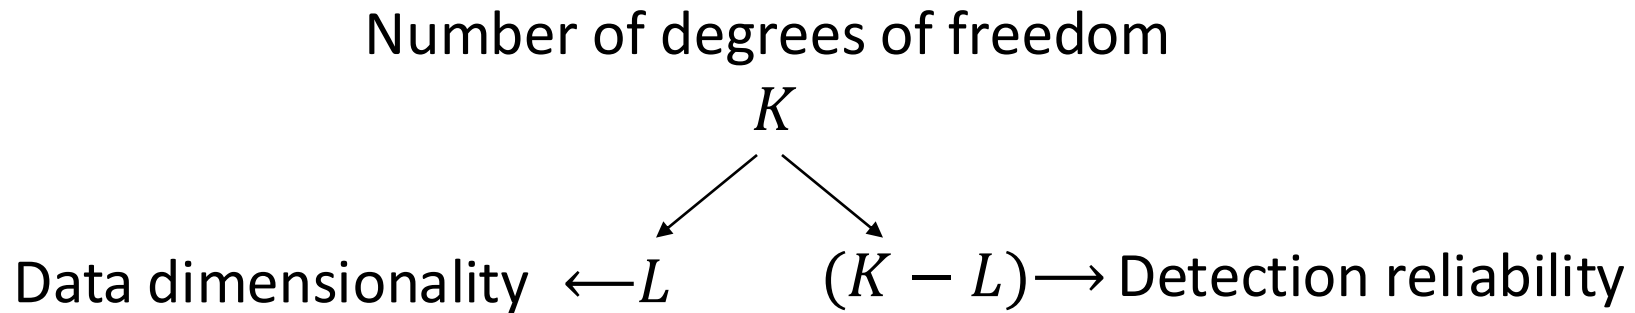 Number of degrees of freedom
K
Data dimensionality ⟵L (K − L)⟶ Detection reliability